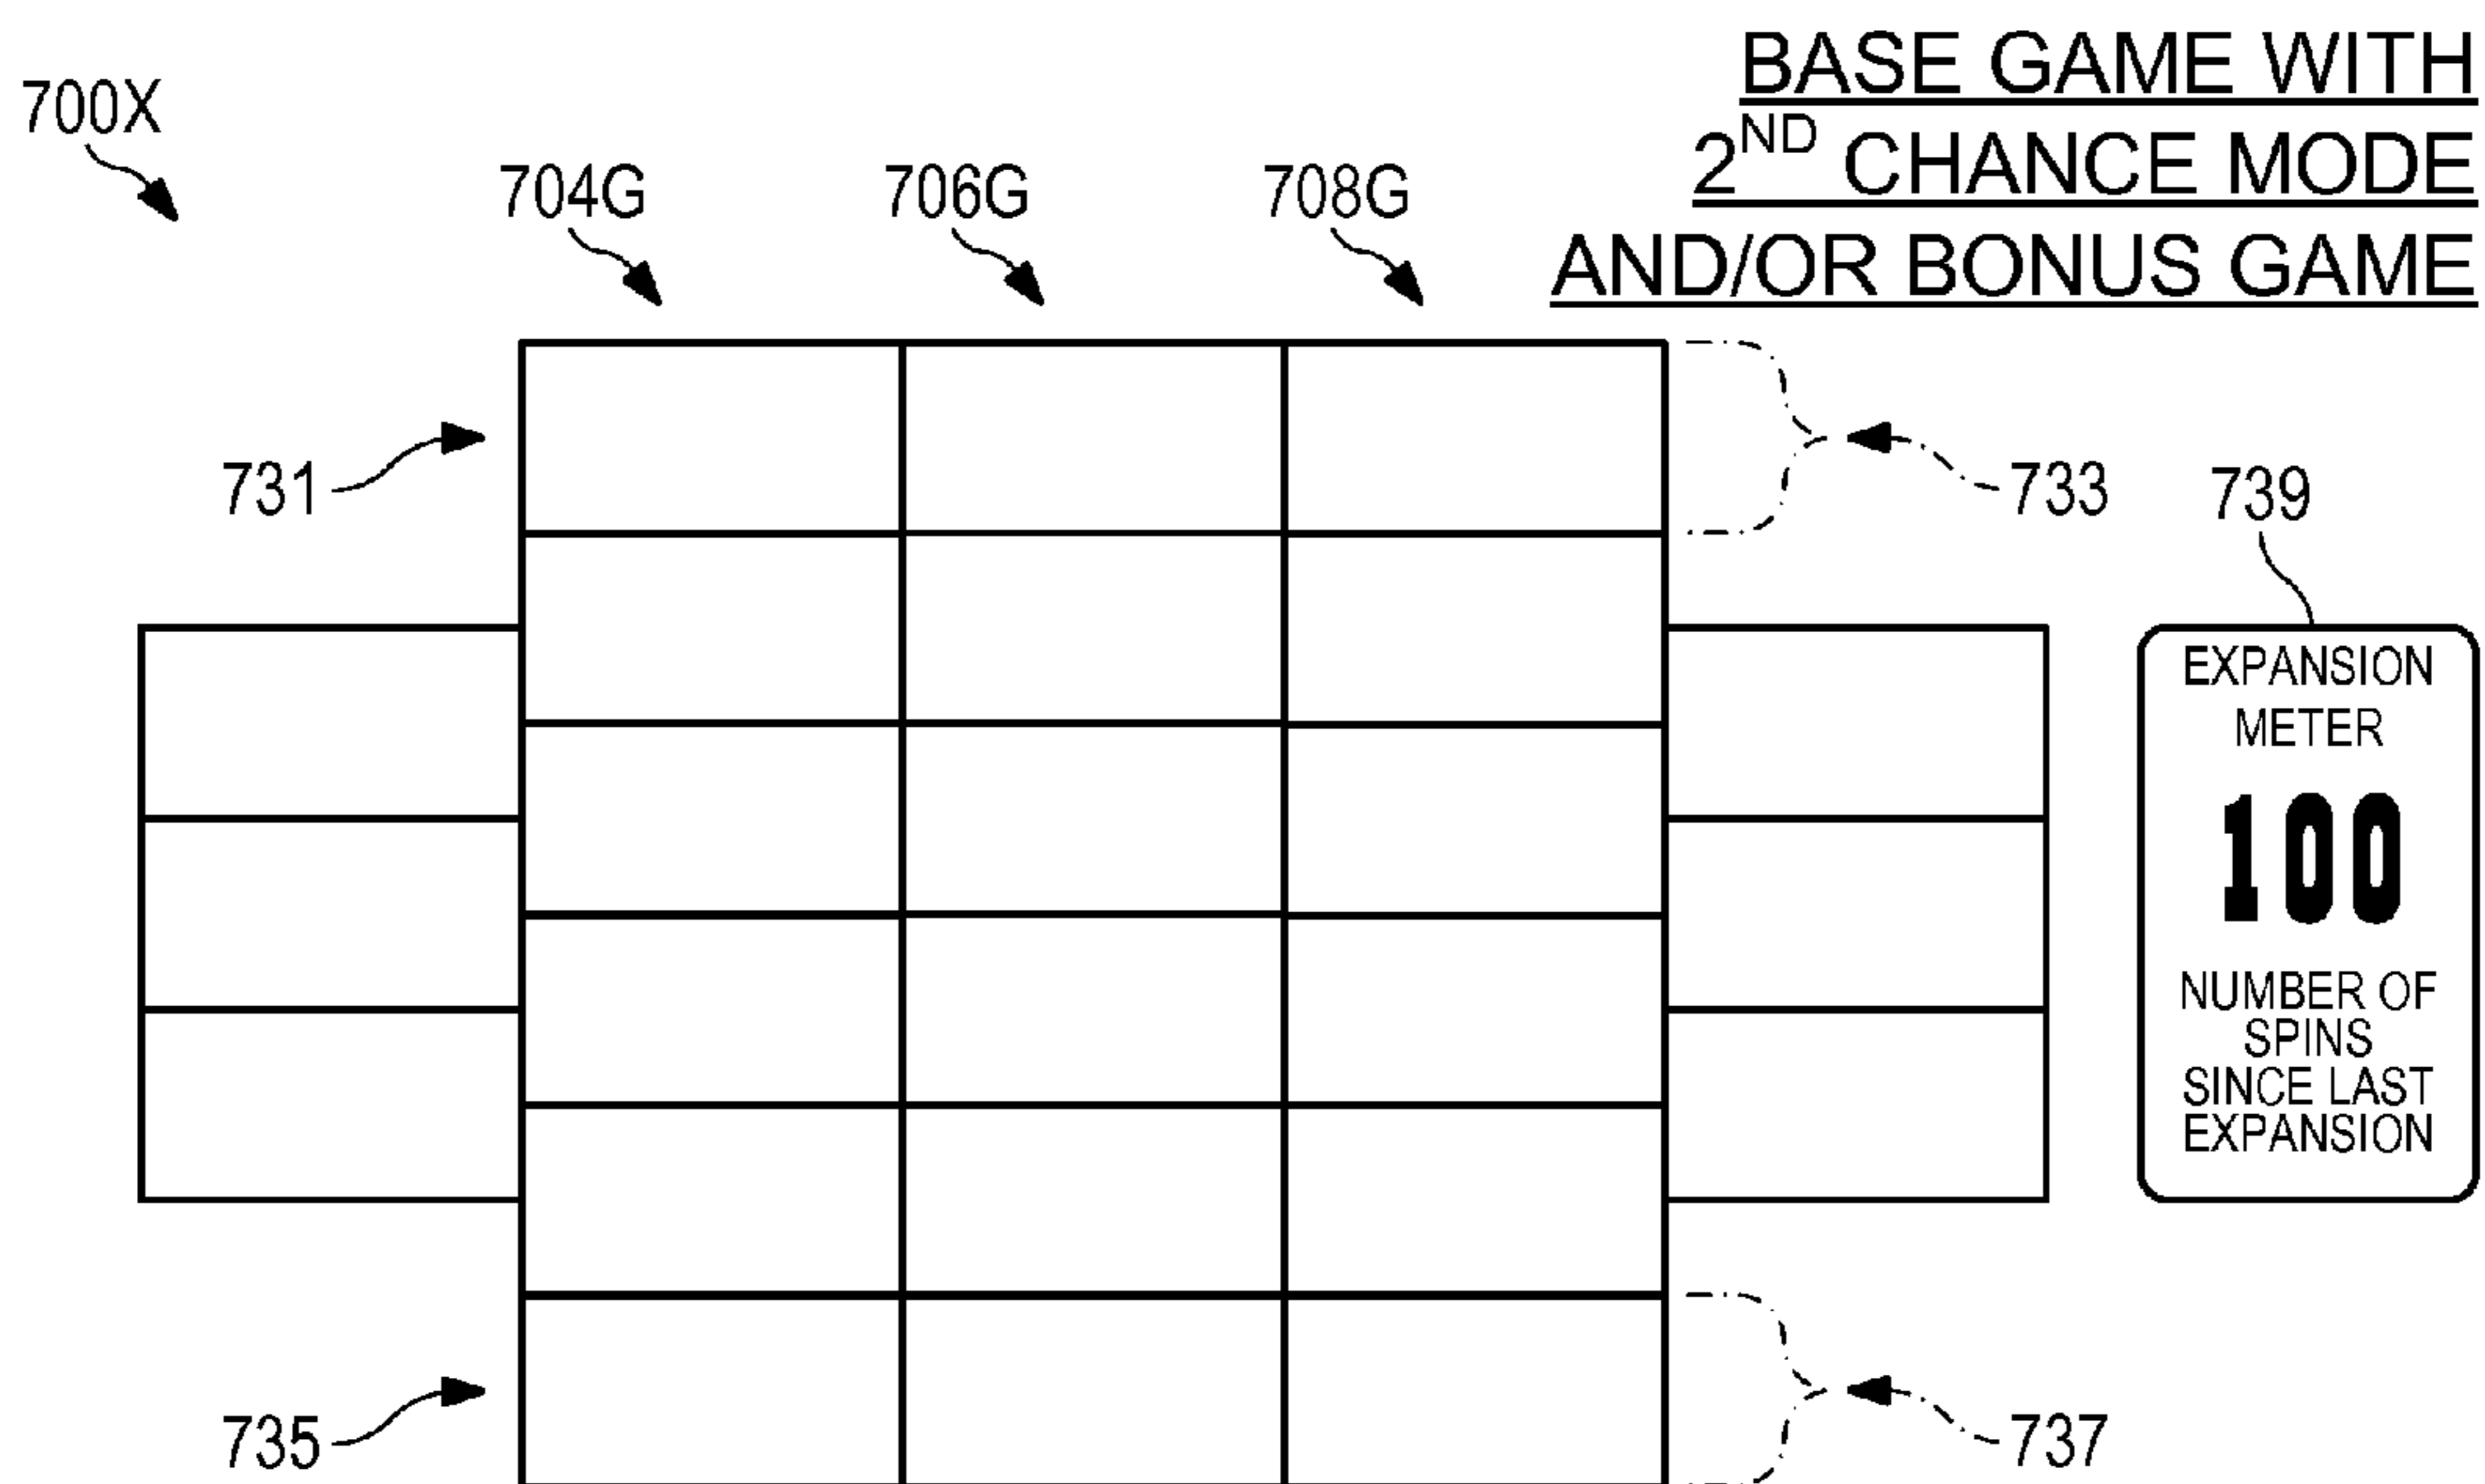 BASE GAME WITH
2ND CHANCE MODE
AND/OR BONUS GAME
700X
704G 706G 708G
731
733
739
EXPANSION
METER
100
NUMBER OF
SPINS
SINCE LAST
EXPANSION
735
737